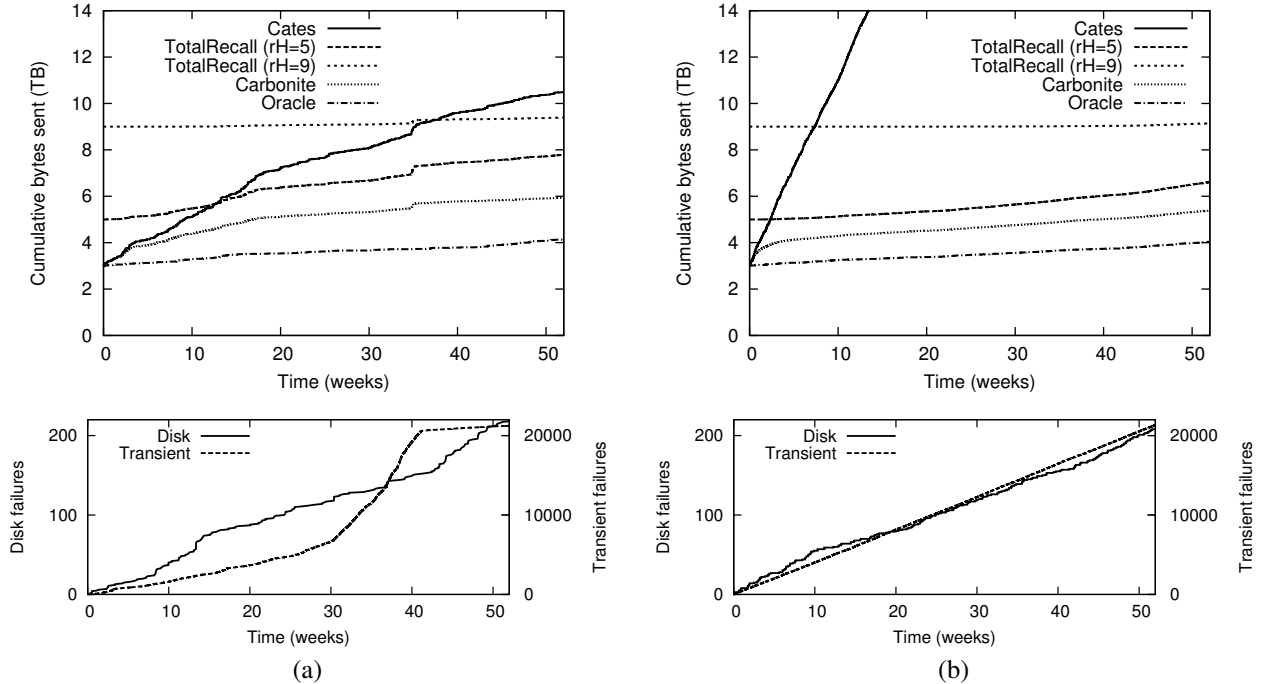 14
12
10
8
6
4
2
0
Cumulative bytes sent (TB)
Cates
TotalRecall (rH=5)
TotalRecall (rH=9)
Carbonite
Oracle
0 10 20 30 40 50
Time (weeks)
200
100
0
Disk failures
Disk
Transient
20000
10000
0
Transient failures
0 10 20 30 40 50
Time (weeks)
(a)
14
12
10
8
6
4
2
0
Cumulative bytes sent (TB)
Cates
TotalRecall (rH=5)
TotalRecall (rH=9)
Carbonite
Oracle
0 10 20 30 40 50
Time (weeks)
200
100
0
Disk failures
Disk
Transient
20000
10000
0
Transient failures
0 10 20 30 40 50
Time (weeks)
(b)